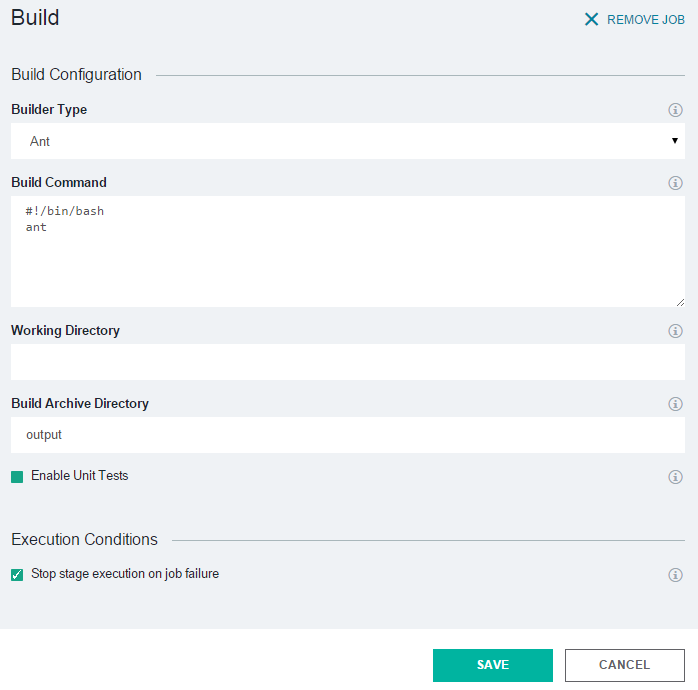 Build
REMOVE JOB
Build Configuration
Builder Type
Ant
Build Command
#!/bin/bash
ant
Working Directory
Build Archive Directory
output
Enable Unit Tests
Execution Conditions
Stop stage execution on job failure
SAVE
CANCEL